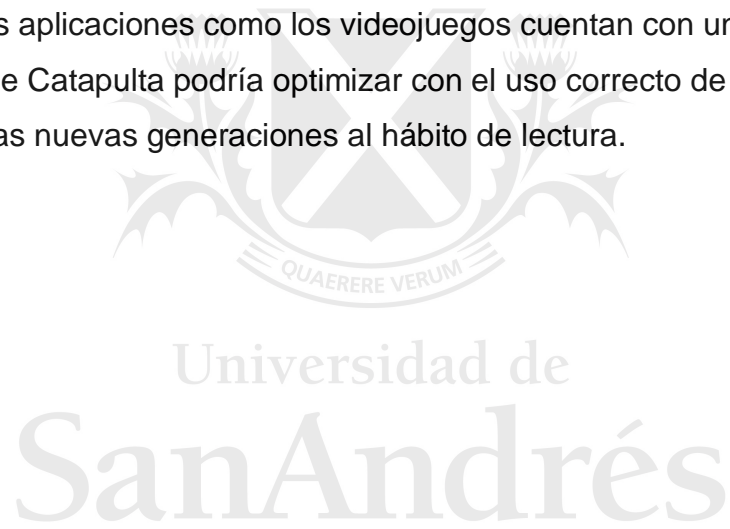 s aplicaciones como los videojuegos cuentan con un
e Catapulta podría optimizar con el uso correcto de
as nuevas generaciones al hábito de lectura.
QUAERERE VERUM
Universidad de
SanAndrés